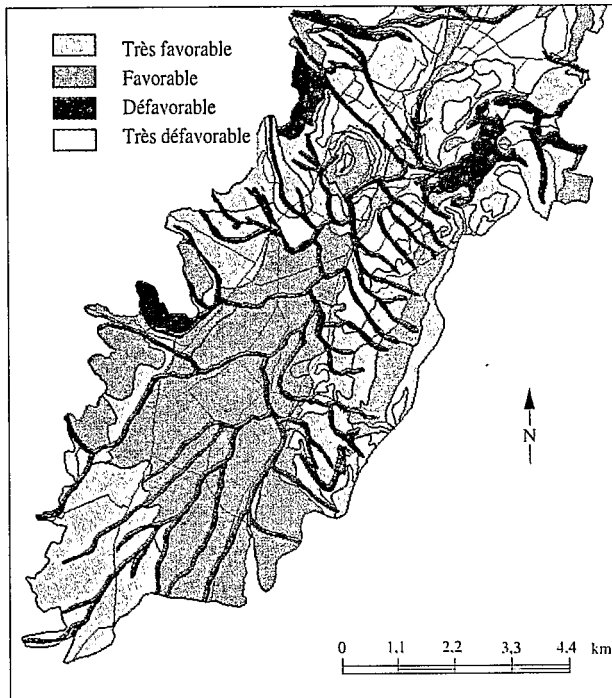 Très favorable
Favorable
Défavorable
Très défavorable
N
0 1.1 2.2 3.3 4.4 km